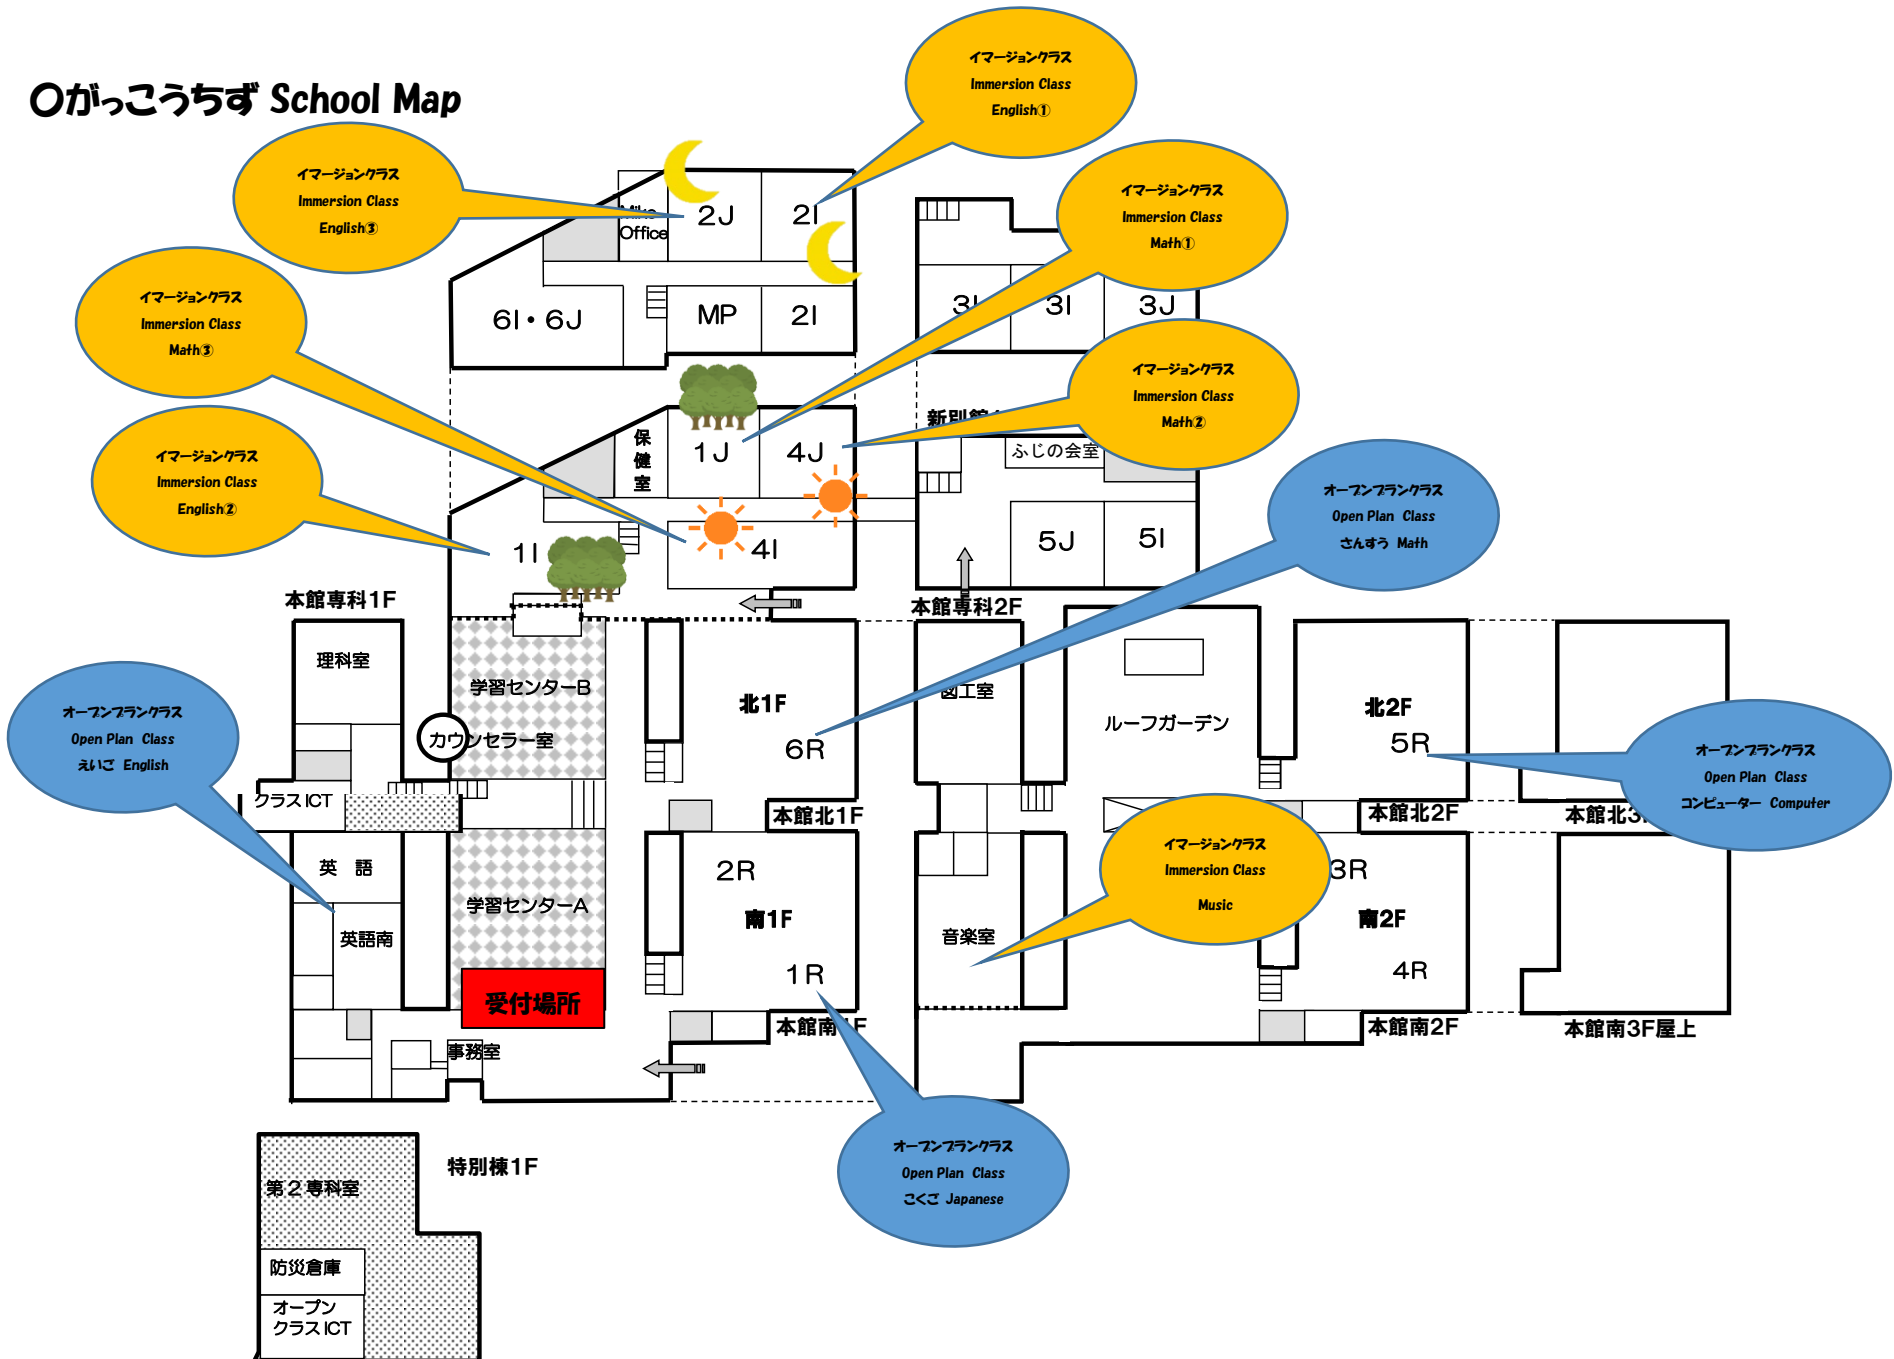 〇がっこうちず School Map
イマージョンクラス
Immersion Class
English①
イマージョンクラス
Immersion Class
English③
イマージョンクラス
Immersion Class
Math①
イマージョンクラス
Immersion Class
Math③
イマージョンクラス
Immersion Class
Math②
イマージョンクラス
Immersion Class
English②
Office
2J
2I
6I・6J
MP
2I
3I
3J
保健室
1J
4J
1I
4I
新別館
ふじの会室
5J
5I
オープンプランクラス
Open Plan Class
さんすう Math
本館専科1F
本館専科2F
理科室
学習センターB
カウンセラー室
北1F
6R
図工室
ルーフガーデン
北2F
5R
オープンプランクラス
Open Plan Class
えいご English
オープンプランクラス
Open Plan Class
コンピューター Computer
クラスICT
本館北1F
本館北2F
本館北3
英 語
英語南
学習センターA
2R
南1F
1R
音楽室
イマージョンクラス
Immersion Class
Music
3R
南2F
4R
受付場所
事務室
本館南1F
本館南2F
本館南3F屋上
オープンプランクラス
Open Plan Class
こくご Japanese
特別棟1F
第2専科室
防災倉庫
オープン
クラスICT